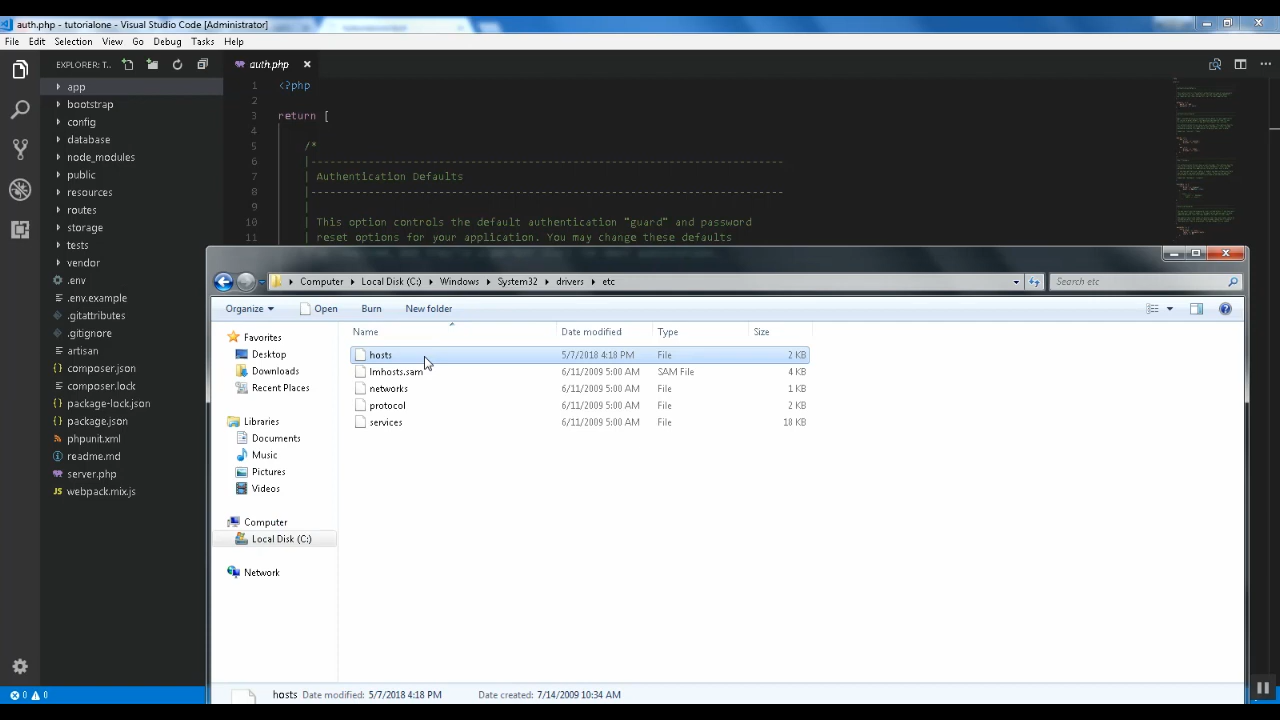 auth.php - tutorialone - Visual Studio Code [Administrator]
File Edit Selection View Go Debug Tasks Help
EXPLORER: T...
auth.php
app
bootstrap
config
database
node_modules
public
resources
routes
storage
tests
vendor
.env
.env.example
.gitattributes
.gitignore
artisan
composer.json
composer.lock
package-lock.json
package.json
phpunit.xml
readme.md
server.php
webpack.mix.js
1 <?php
2
3 return [
4
5 /*
6 |--------------------------------------------------------------------------
7 | Authentication Defaults
8 |--------------------------------------------------------------------------
9 |
10 | This option controls the default authentication "guard" and password
11 | reset options for your application. You may change these defaults
Computer Local Disk (C:) Windows System32 drivers etc
Search etc
Organize Open Burn New folder
Favorites
Desktop
Downloads
Recent Places
Libraries
Documents
Music
Pictures
Videos
Computer
Local Disk (C:)
Network
Name Date modified Type Size
hosts 5/7/2018 4:18 PM File 2 KB
lmhosts.sam 6/11/2009 5:00 AM SAM File 4 KB
networks 6/11/2009 5:00 AM File 1 KB
protocol 6/11/2009 5:00 AM File 2 KB
services 6/11/2009 5:00 AM File 18 KB
hosts Date modified: 5/7/2018 4:18 PM Date created: 7/14/2009 10:34 AM
0 0